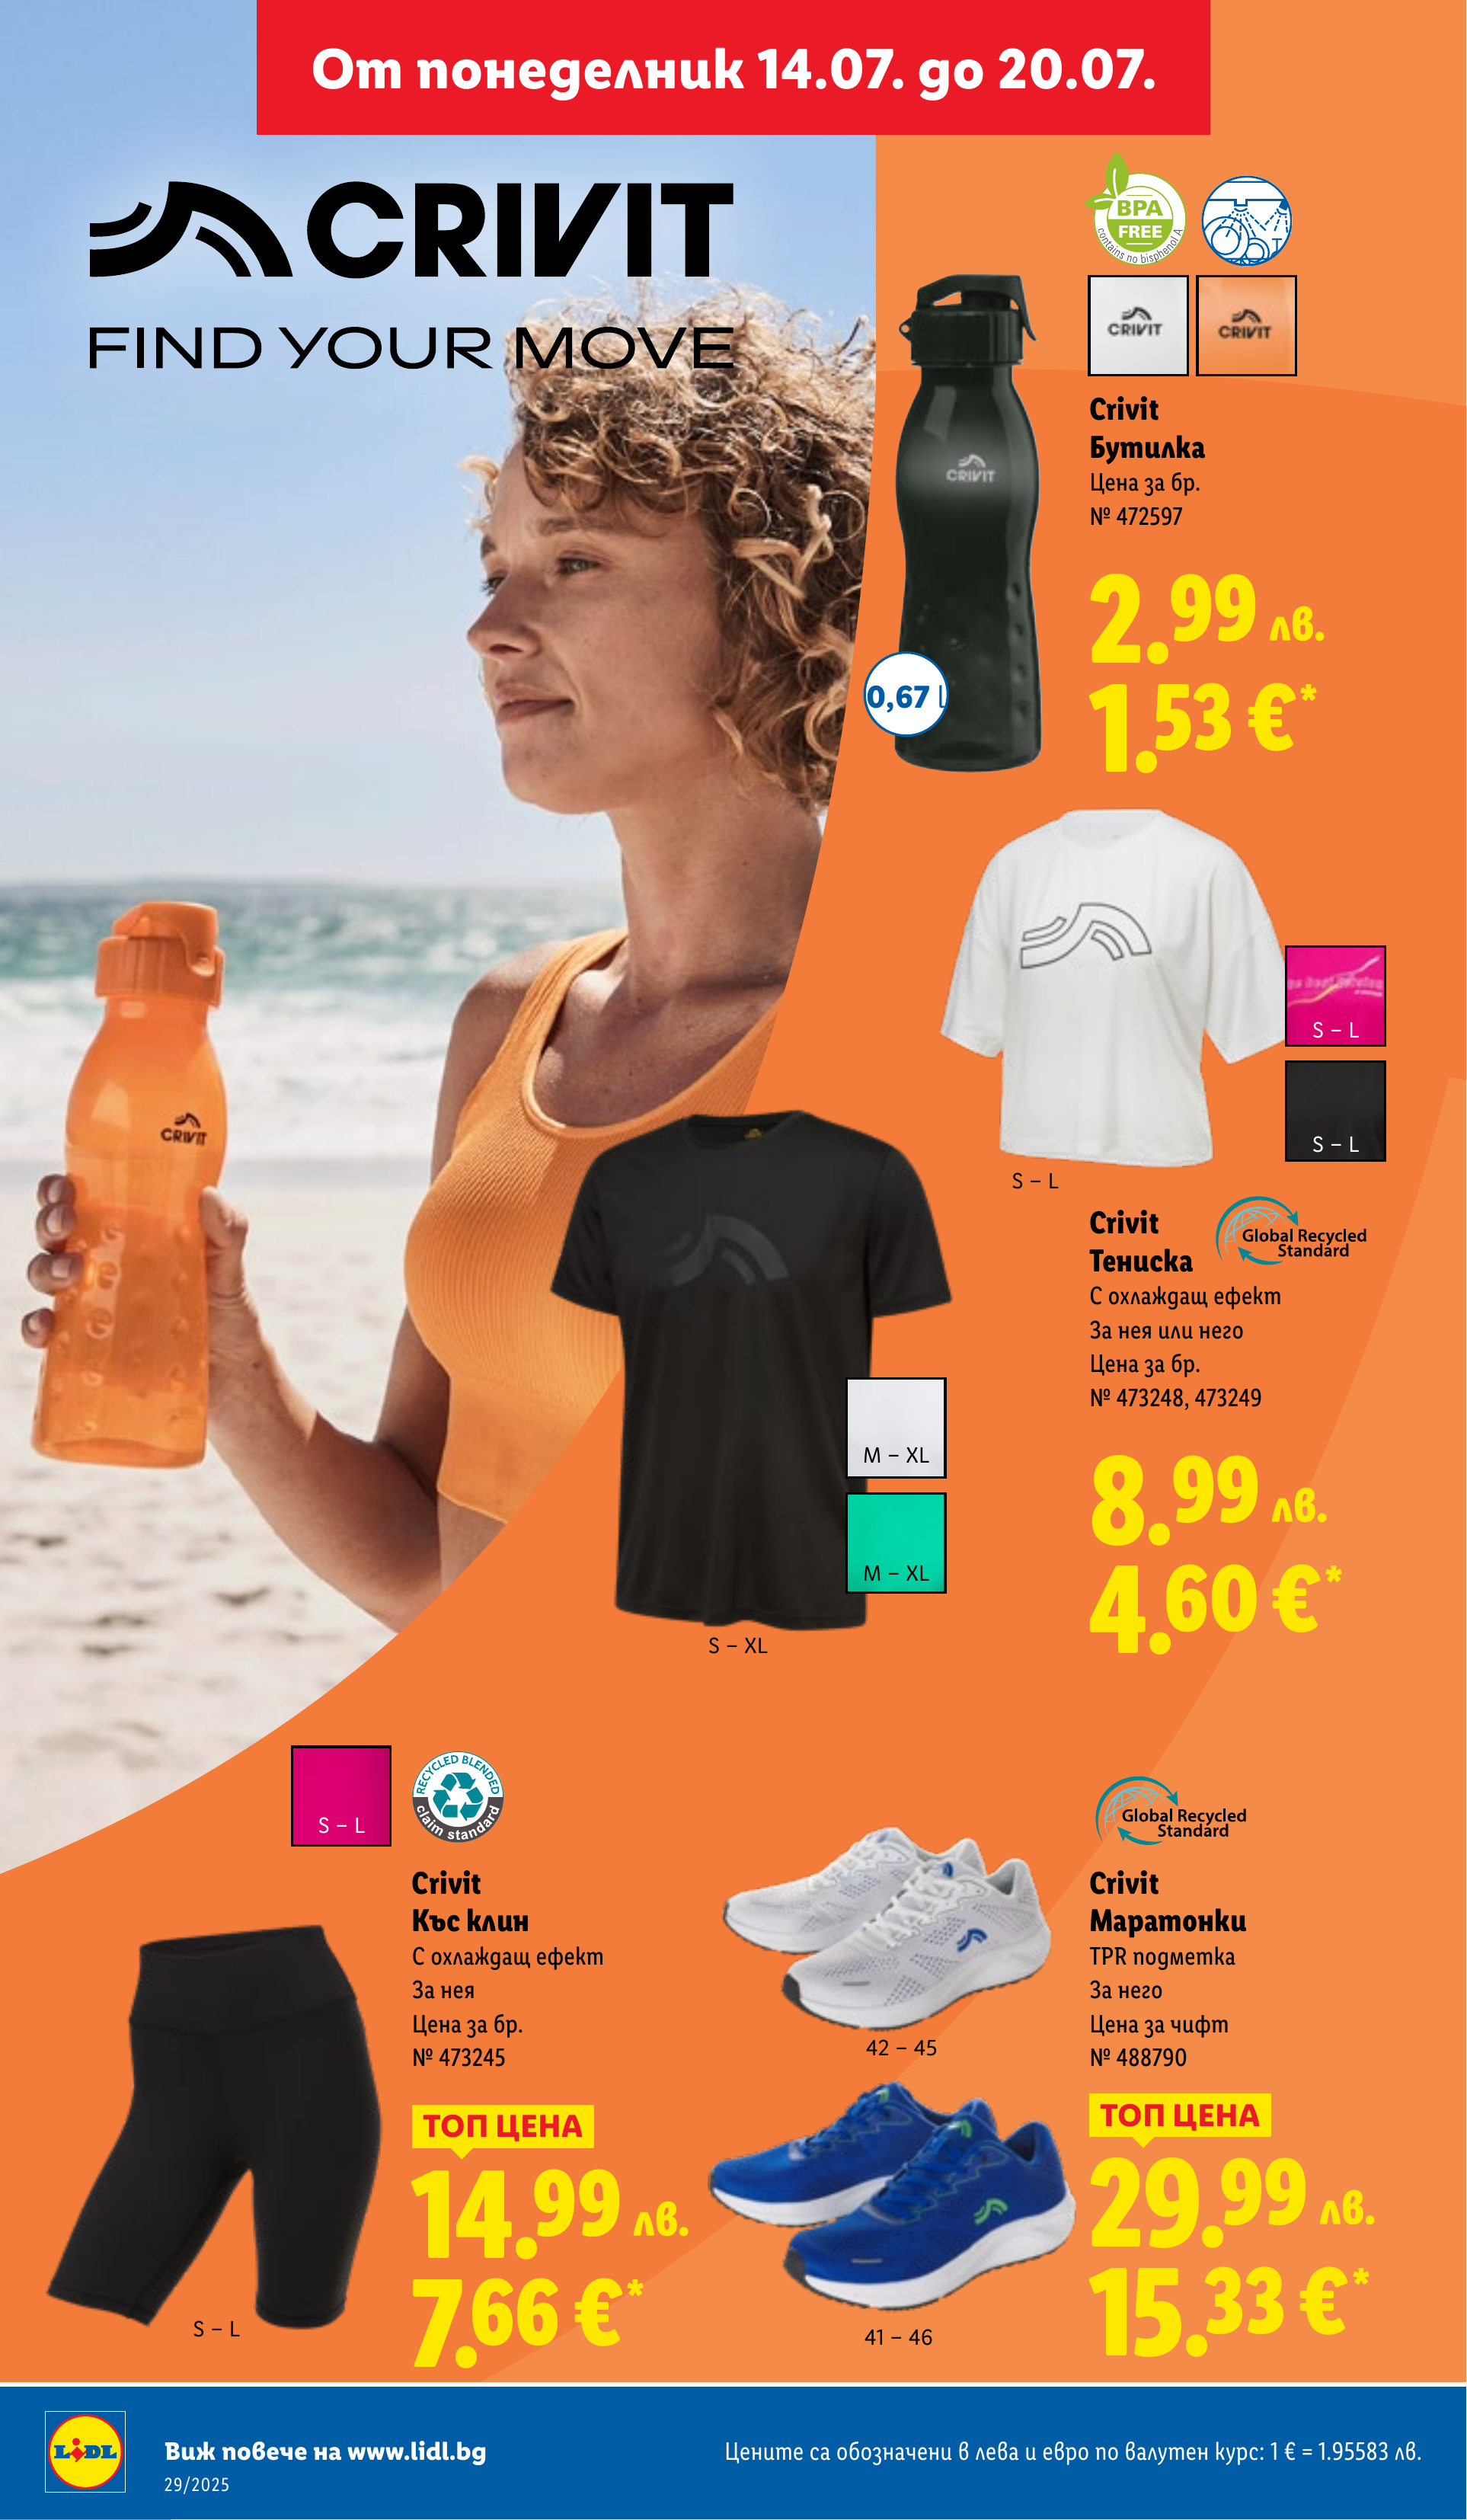 От понеделник 14.07. до 20.07.
CRIVIT
FIND YOUR MOVE
BPA
FREE
contains no bisphenol A
CRIVIT
CRIVIT
CRIVIT
Crivit
Бутилка
Цена за бр.
№ 472597
2.99 лв.
1.53 €*
0,67 l
CRIVIT
S – L
S – L
S – L
Crivit
Тениска
Global Recycled
Standard
С охлаждащ ефект
За нея или него
Цена за бр.
№ 473248, 473249
8.99 лв.
4.60 €*
M – XL
M – XL
S – XL
S – L
RECYCLED BLENDED
claim standard
Crivit
Къс клин
С охлаждащ ефект
За нея
Цена за бр.
№ 473245
ТОП ЦЕНА
14.99 лв.
7.66 €*
S – L
42 – 45
41 – 46
Global Recycled
Standard
Crivit
Маратонки
TPR подметка
За него
Цена за чифт
№ 488790
ТОП ЦЕНА
29.99 лв.
15.33 €*
LIDL
Виж повече на www.lidl.bg
29/2025
Цените са обозначени в лева и евро по валутен курс: 1 € = 1.95583 лв.